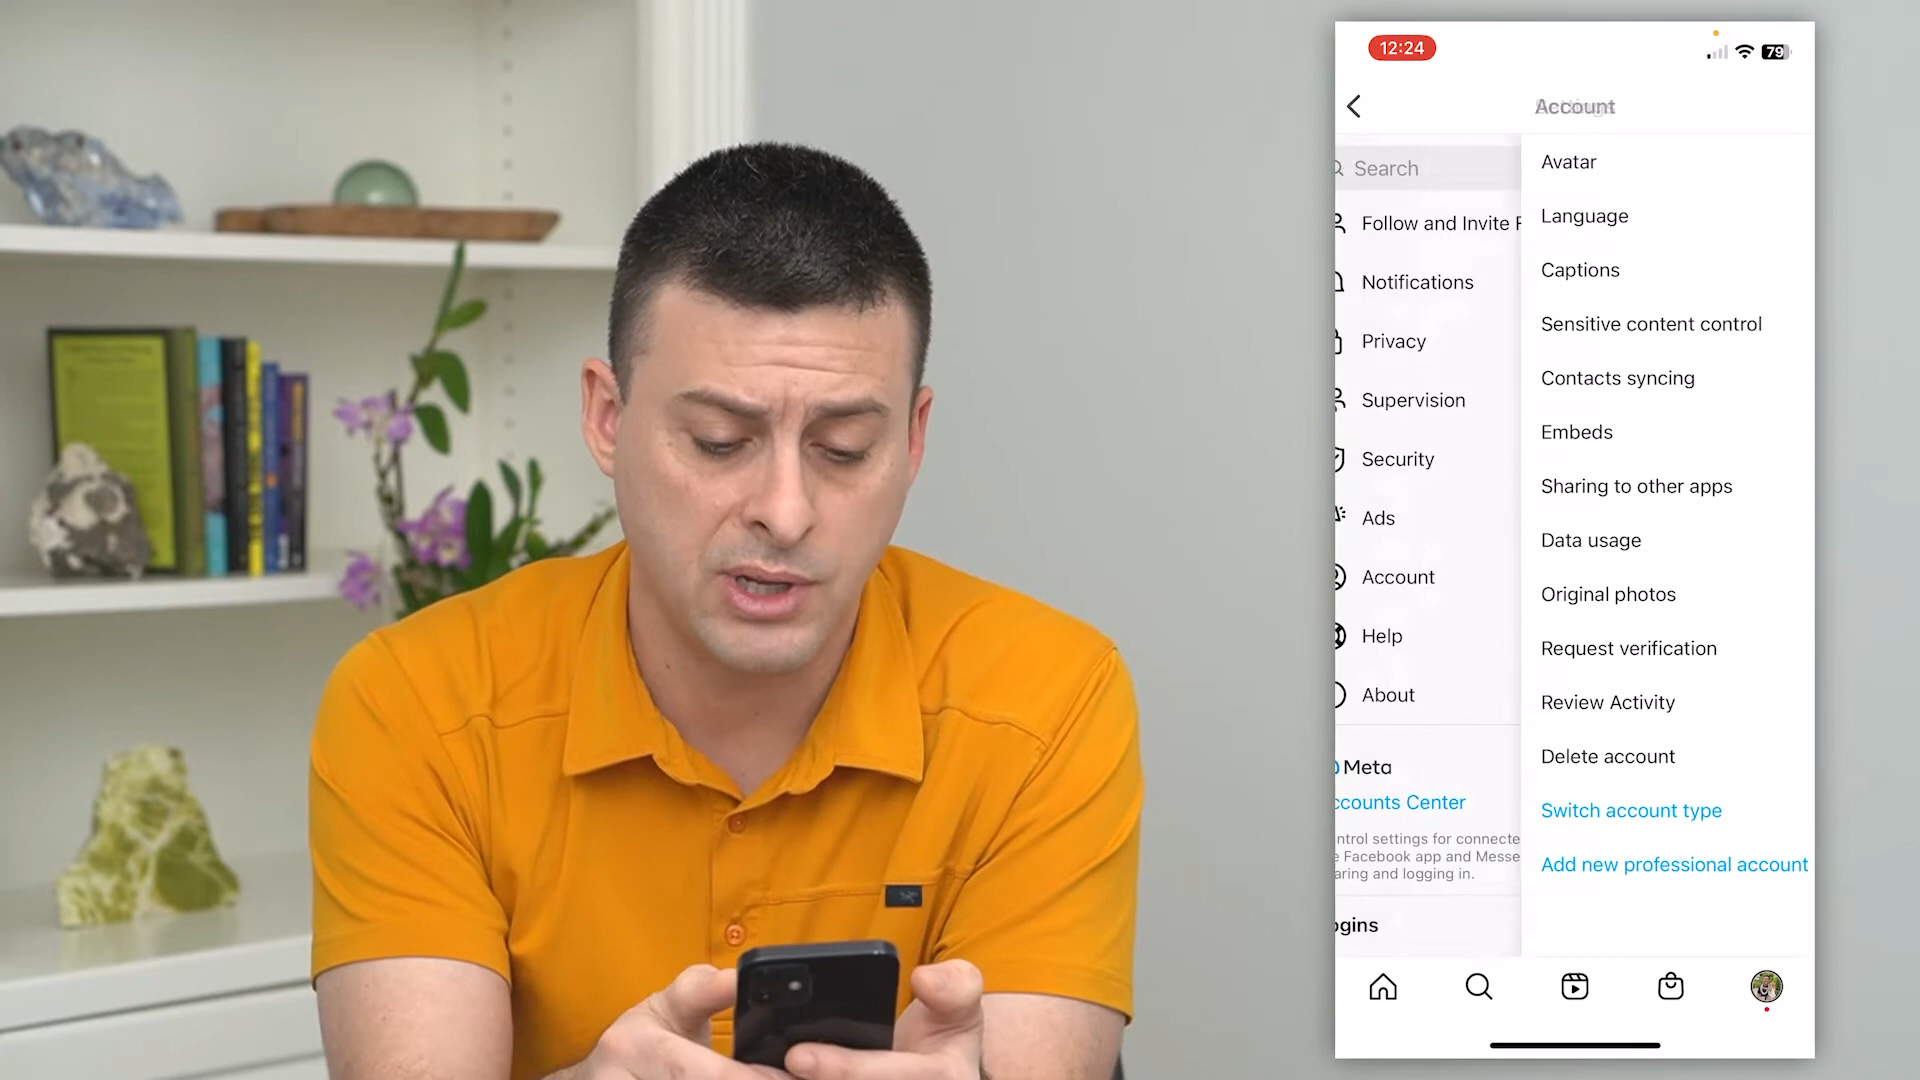 12:24
79
Account
Search
Follow and Invite F
Notifications
Privacy
Supervision
Security
Ads
Account
Help
About
Meta
ccounts Center
ntrol settings for connecte
e Facebook app and Messe
aring and logging in.
ogins
Avatar
Language
Captions
Sensitive content control
Contacts syncing
Embeds
Sharing to other apps
Data usage
Original photos
Request verification
Review Activity
Delete account
Switch account type
Add new professional account